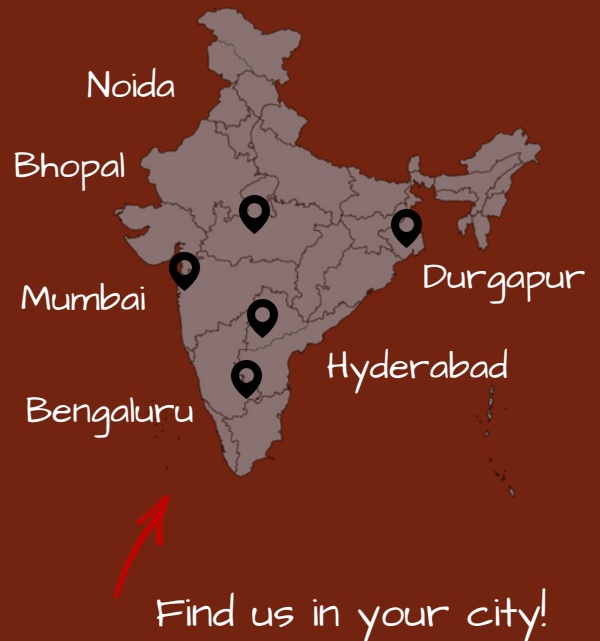 Noida
Bhopal
Durgapur
Mumbai
Hyderabad
Bengaluru
Find us in your city!